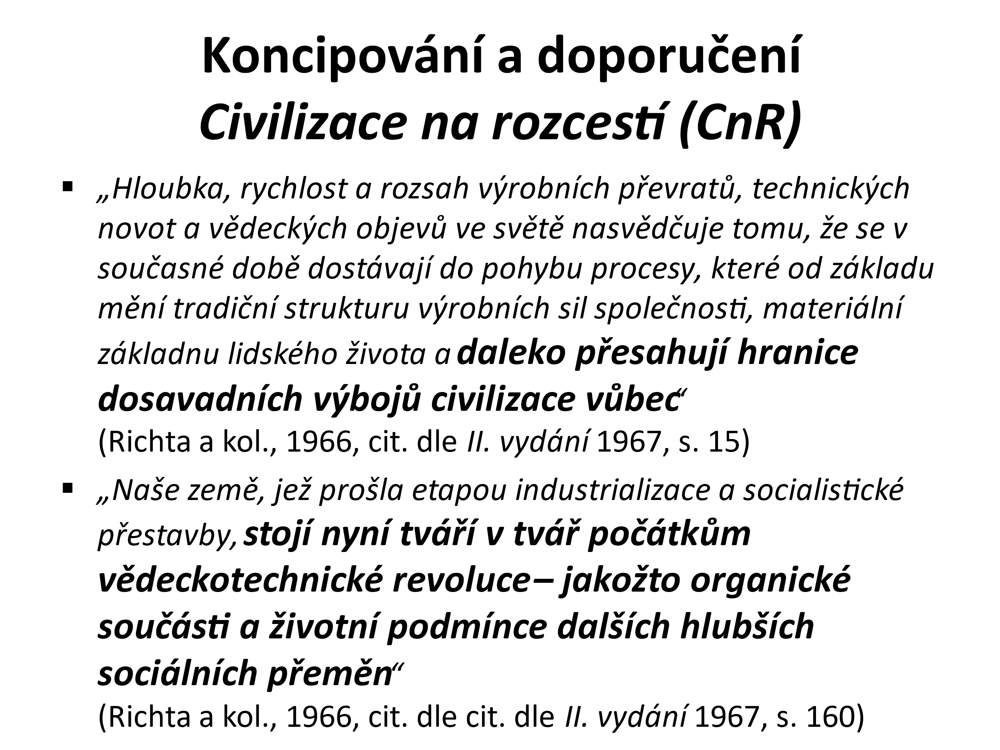 Koncipování a doporučení
Civilizace na rozcestí (CnR)
▪ „Hloubka, rychlost a rozsah výrobních převratů, technických
novot a vědeckých objevů ve světě nasvědčuje tomu, že se v
současné době dostávají do pohybu procesy, které od základu
mění tradiční strukturu výrobních sil společnosti, materiální
základnu lidského života a daleko přesahují hranice
dosavadních výbojů civilizace vůbec“
(Richta a kol., 1966, cit. dle II. vydání 1967, s. 15)
▪ „Naše země, jež prošla etapou industrializace a socialistické
přestavby, stojí nyní tváří v tvář počátkům
vědeckotechnické revoluce– jakožto organické
součásti a životní podmínce dalších hlubších
sociálních přeměn“
(Richta a kol., 1966, cit. dle cit. dle II. vydání 1967, s. 160)